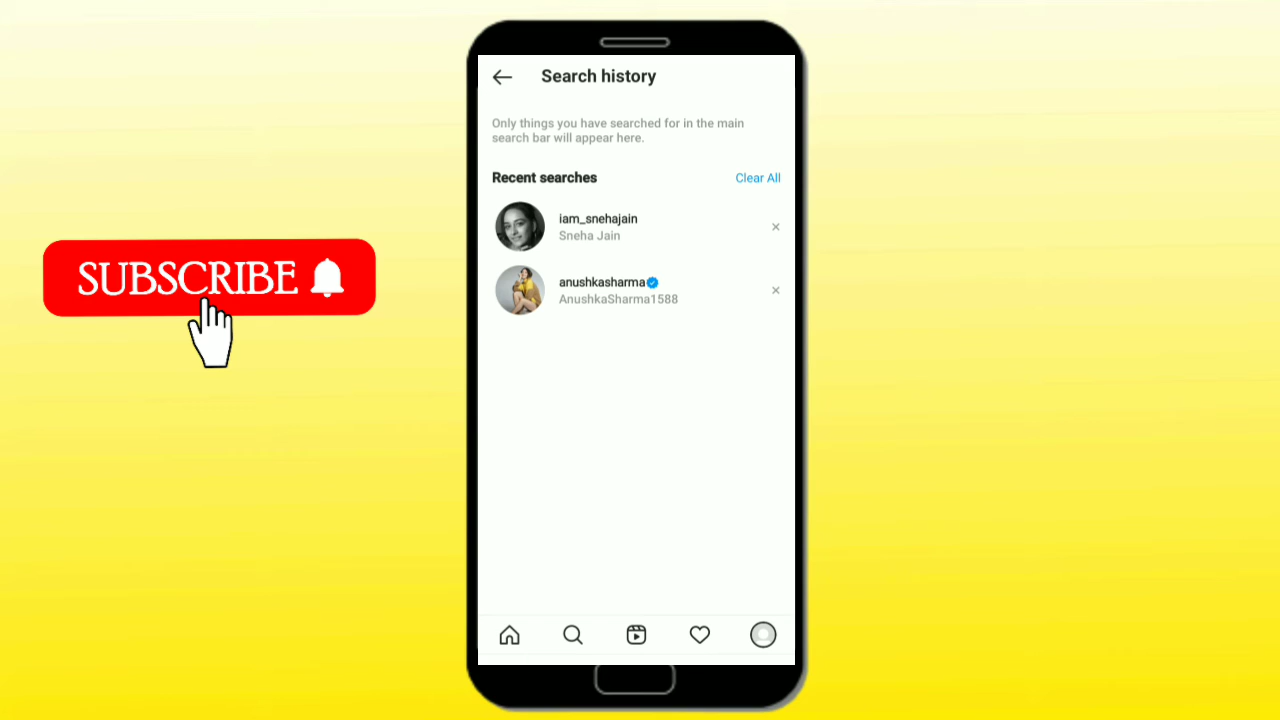 Search history
Only things you have searched for in the main
search bar will appear here.
Recent searches
Clear All
iam_snehajain
Sneha Jain
anushkasharma
AnushkaSharma1588
SUBSCRIBE